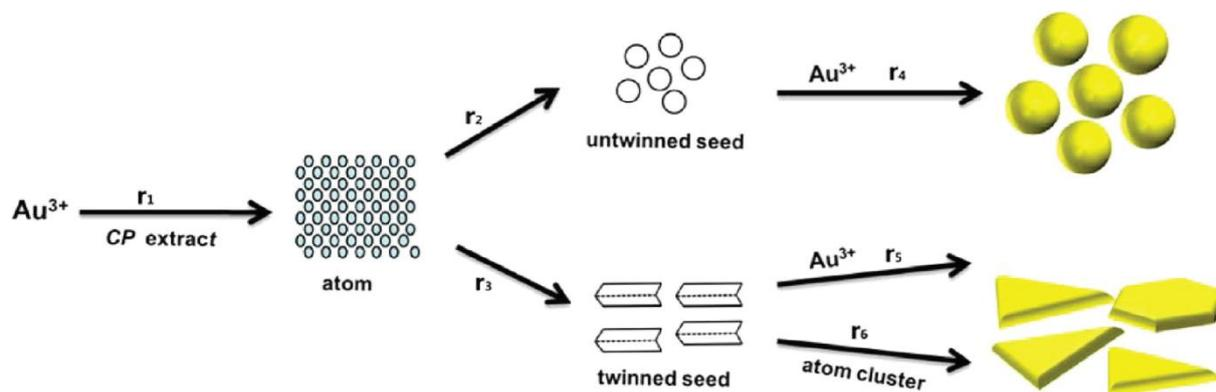 Au³⁺
r₁
CP extract
atom
r₂
untwinned seed
Au³⁺ r₄
r₃
twinned seed
Au³⁺ r₅
r₆
atom cluster